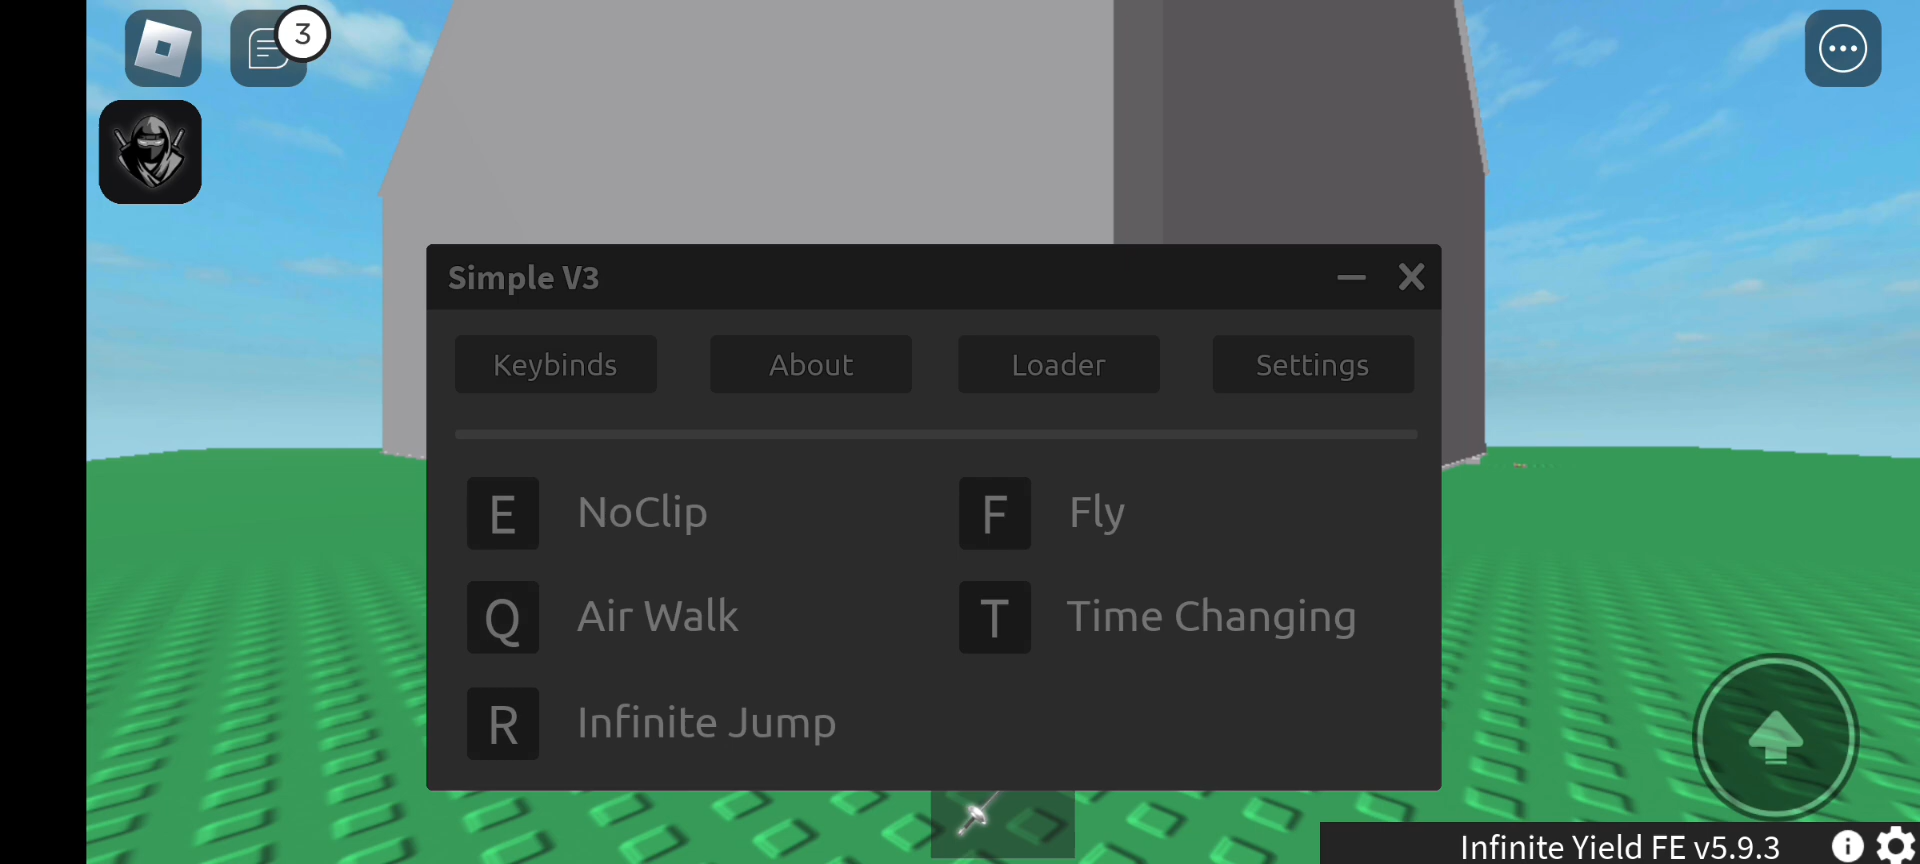 3
Simple V3
Keybinds
About
Loader
Settings
E NoClip
F Fly
Q Air Walk
T Time Changing
R Infinite Jump
Infinite Yield FE v5.9.3